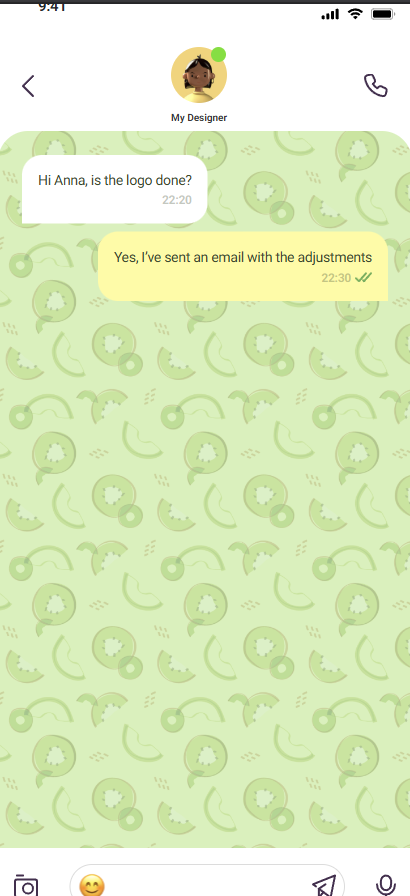 9:41
My Designer
Hi Anna, is the logo done?
22:20
Yes, I’ve sent an email with the adjustments
22:30